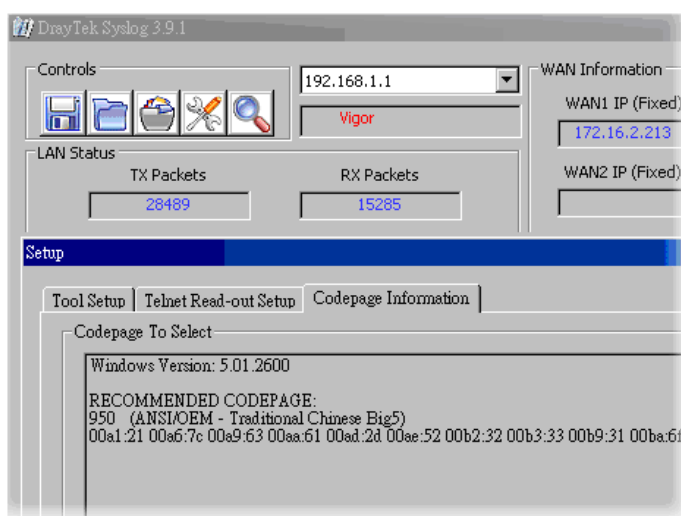 DrayTek Syslog 3.9.1
Controls
192.168.1.1
Vigor
WAN Information
WAN1 IP (Fixed)
172.16.2.213
WAN2 IP (Fixed)
LAN Status
TX Packets
RX Packets
28489
15285
Setup
Tool Setup
Telnet Read-out Setup
Codepage Information
Codepage To Select
Windows Version: 5.01.2600
RECOMMENDED CODEPAGE:
950 (ANSI/OEM - Traditional Chinese Big5)
00a1:21 00a6:7c 00a9:63 00aa:61 00ad:2d 00ae:52 00b2:32 00b3:33 00b9:31